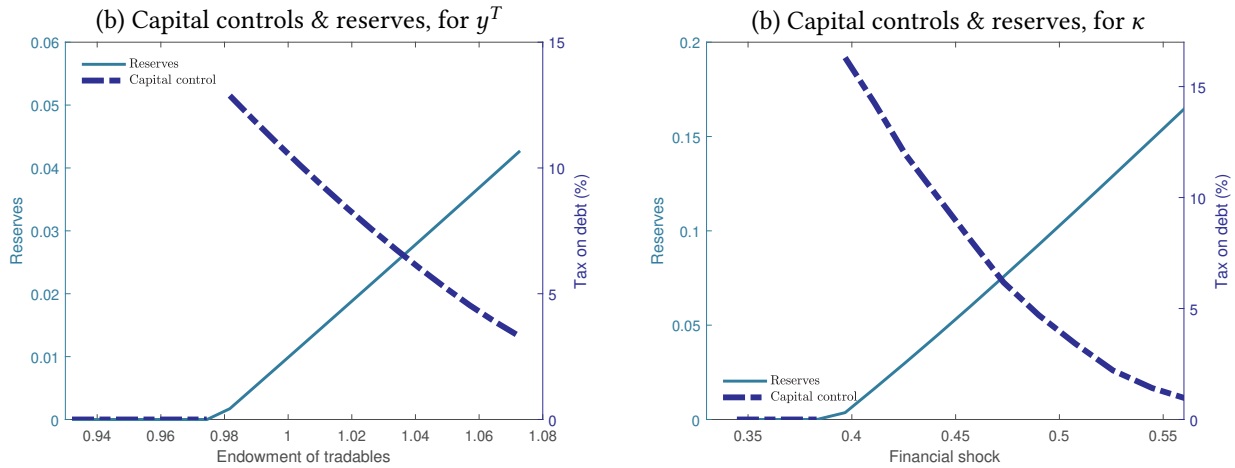 (b) Capital controls & reserves, for y^T
0.06
0.05
0.04
0.03
0.02
0.01
0
Reserves
Reserves
Capital control
15
10
5
0
Tax on debt (%)
0.94 0.96 0.98 1 1.02 1.04 1.06 1.08
Endowment of tradables
(b) Capital controls & reserves, for κ
0.2
0.15
0.1
0.05
0
Reserves
Reserves
Capital control
15
10
5
0
Tax on debt (%)
0.35 0.4 0.45 0.5 0.55
Financial shock